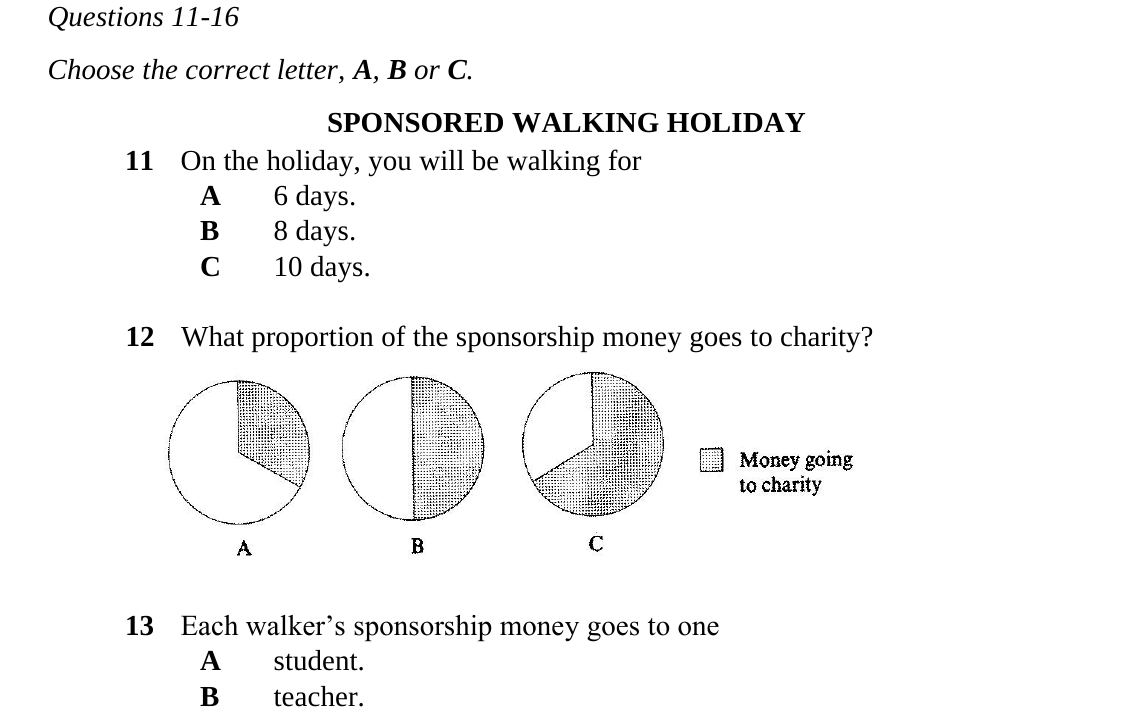 Questions 11-16
Choose the correct letter, A, B or C.
SPONSORED WALKING HOLIDAY
11 On the holiday, you will be walking for
A 6 days.
B 8 days.
C 10 days.
12 What proportion of the sponsorship money goes to charity?
Money going
to charity
A B C
13 Each walker’s sponsorship money goes to one
A student.
B teacher.